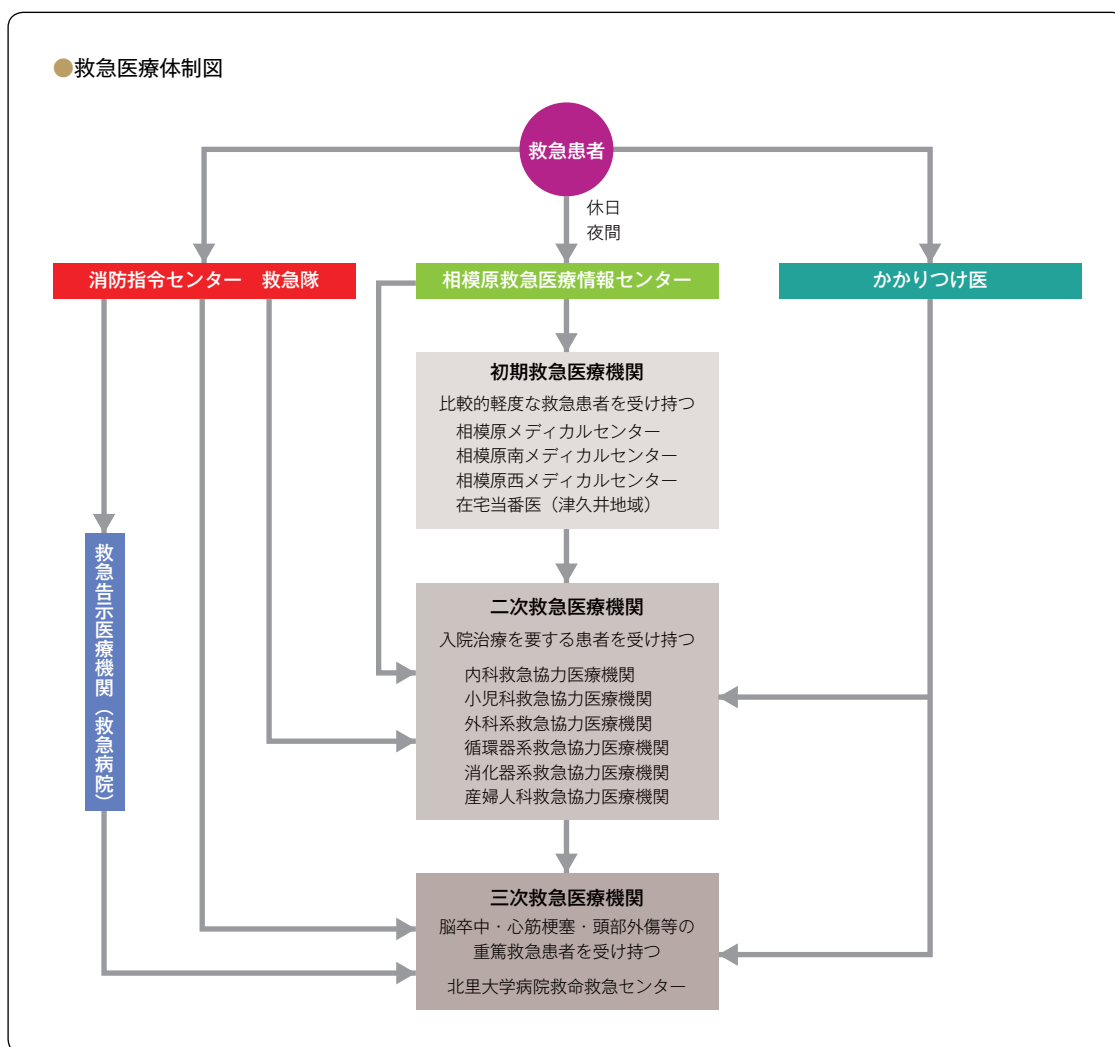 ●救急医療体制図
救急患者
休日
夜間
消防指令センター　救急隊
相模原救急医療情報センター
かかりつけ医
初期救急医療機関
比較的軽度な救急患者を受け持つ
相模原メディカルセンター
相模原南メディカルセンター
相模原西メディカルセンター
在宅当番医（津久井地域）
救急告示医療機関（救急病院）
二次救急医療機関
入院治療を要する患者を受け持つ
内科救急協力医療機関
小児科救急協力医療機関
外科系救急協力医療機関
循環器系救急協力医療機関
消化器系救急協力医療機関
産婦人科救急協力医療機関
三次救急医療機関
脳卒中・心筋梗塞・頭部外傷等の
重篤救急患者を受け持つ
北里大学病院救命救急センター